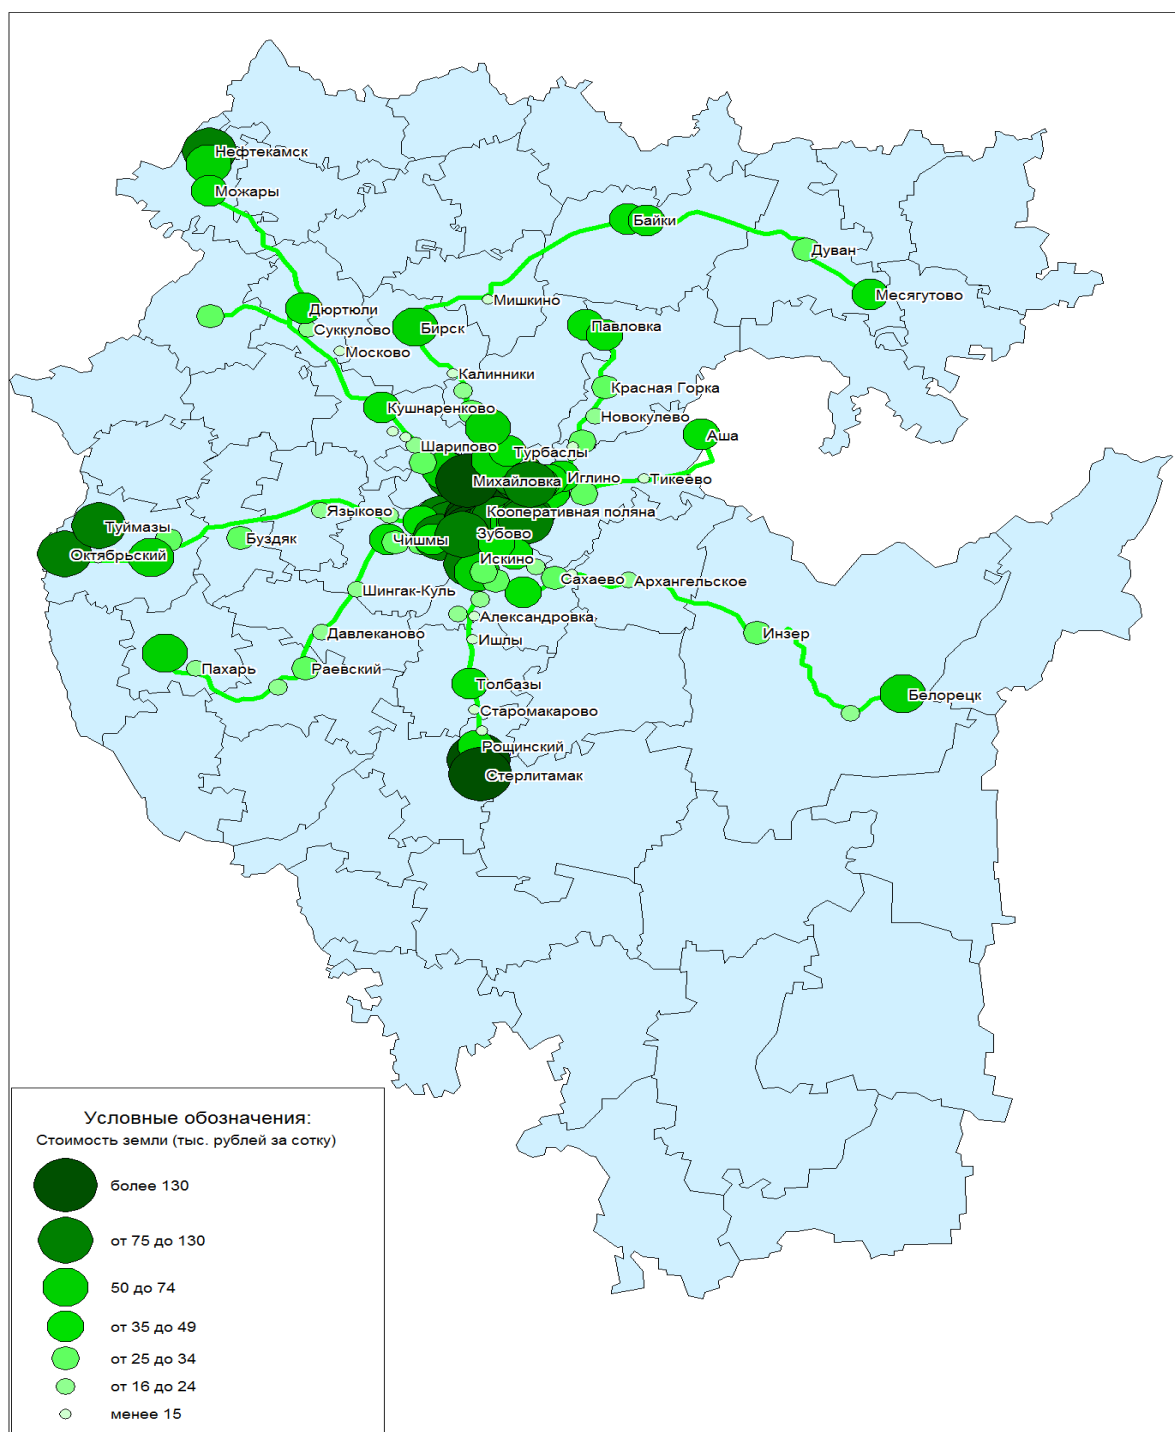 Нефтекамск
Можары
Байки
Дуван
Месягутово
Мишкино
Дюртюли
Суккулово
Бирск
Павловка
Москово
Калинники
Красная Горка
Кушнаренково
Новокулево
Аша
Шарипово
Турбаслы
Михайловка
Иглино
Тикеево
Языково
Кооперативная поляна
Туймазы
Буздяк
Чишмы
Зубово
Октябрьский
Искино
Шингак-Куль
Сахаево
Архангельское
Александровка
Давлеканово
Ишлы
Инзер
Пахарь
Раевский
Толбазы
Белорецк
Старомакарово
Рощинский
Стерлитамак
Условные обозначения:
Стоимость земли (тыс. рублей за сотку)
более 130
от 75 до 130
50 до 74
от 35 до 49
от 25 до 34
от 16 до 24
менее 15